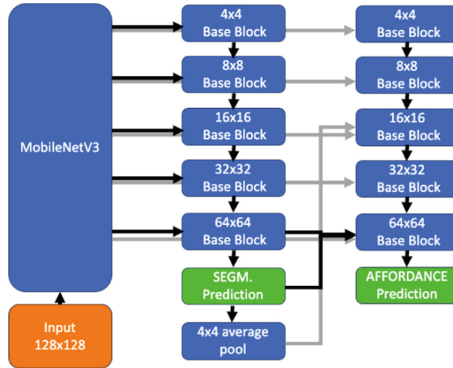 MobileNetV3
Input
128x128
4x4
Base Block
8x8
Base Block
16x16
Base Block
32x32
Base Block
64x64
Base Block
SEGM.
Prediction
4x4 average
pool
4x4
Base Block
8x8
Base Block
16x16
Base Block
32x32
Base Block
64x64
Base Block
AFFORDANCE
Prediction